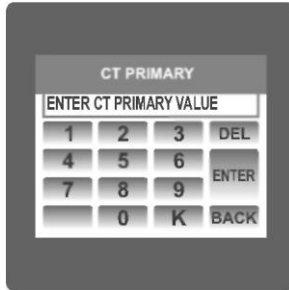 CT PRIMARY
ENTER CT PRIMARY VALUE
1 2 3 DEL
4 5 6 ENTER
7 8 9
0 K BACK